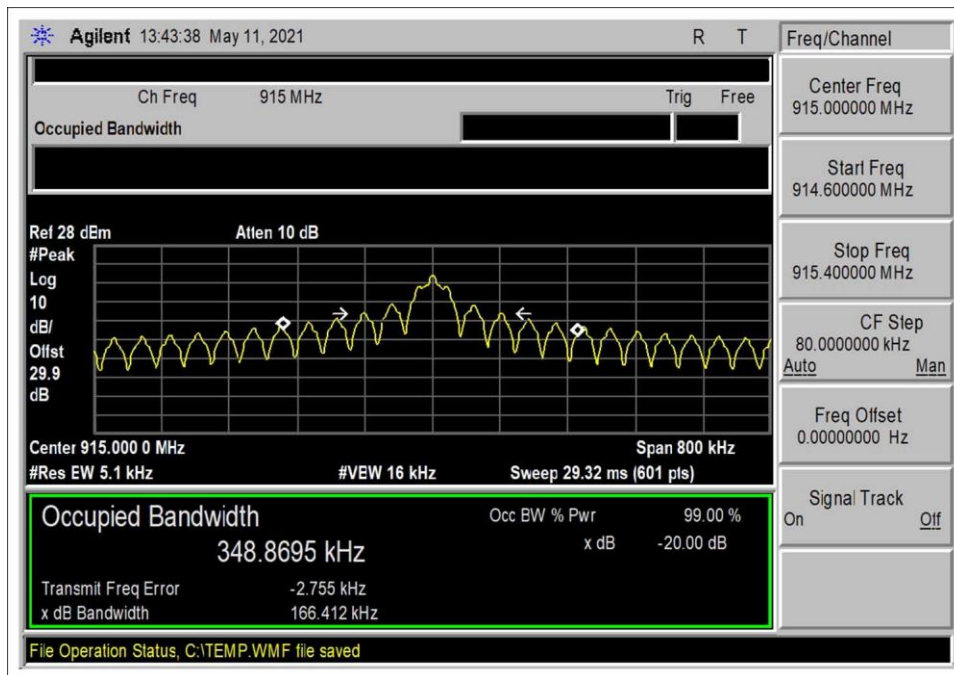 Agilent 13:43:38 May 11, 2021 R T
Freq/Channel
Ch Freq 915 MHz Trig Free
Occupied Bandwidth
Center Freq
915.000000 MHz
Start Freq
914.600000 MHz
Stop Freq
915.400000 MHz
CF Step
80.0000000 kHz
Auto Man
Freq Offset
0.00000000 Hz
Signal Track
On Off
Ref 28 dBm Atten 10 dB
#Peak
Log
10
dB/
Offst
29.9
dB
Center 915.000 0 MHz Span 800 kHz
#Res BW 5.1 kHz #VBW 16 kHz Sweep 29.32 ms (601 pts)
Occupied Bandwidth Occ BW % Pwr 99.00 %
348.8695 kHz x dB -20.00 dB
Transmit Freq Error -2.755 kHz
x dB Bandwidth 166.412 kHz
File Operation Status, C:\TEMP.WMF file saved